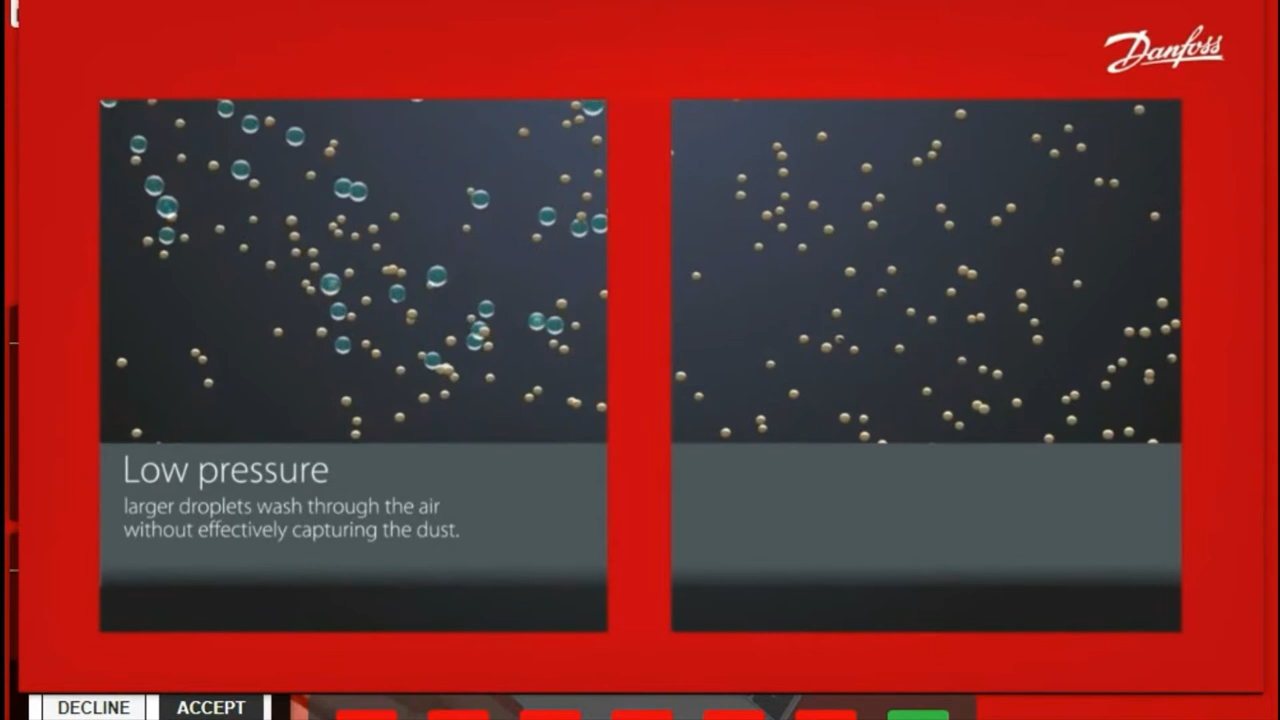 Danfoss
Low pressure
larger droplets wash through the air
without effectively capturing the dust.
DECLINE
ACCEPT